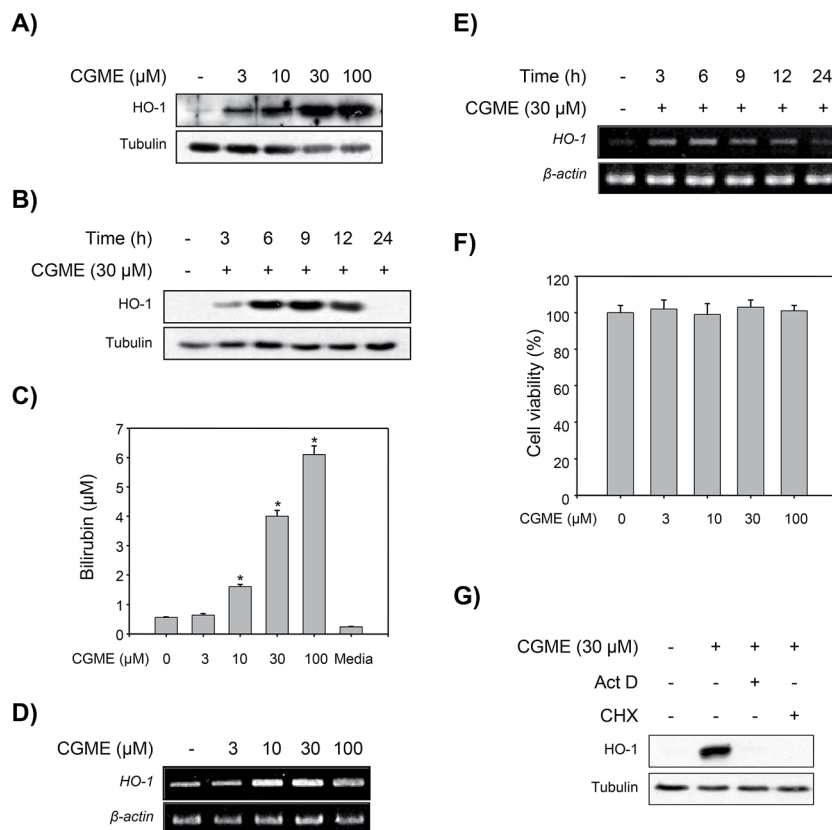 A)
CGME (µM) - 3 10 30 100
HO-1
Tubulin
B)
Time (h) - 3 6 9 12 24
CGME (30 µM) - + + + + +
HO-1
Tubulin
C)
Bilirubin (µM)
7
6
5
4
3
2
1
0
* * *
CGME (µM) 0 3 10 30 100 Media
D)
CGME (µM) - 3 10 30 100
HO-1
β-actin
E)
Time (h) - 3 6 9 12 24
CGME (30 µM) - + + + + +
HO-1
β-actin
F)
Cell viability (%)
120
100
80
60
40
20
0
CGME (µM) 0 3 10 30 100
G)
CGME (30 µM) - + + +
Act D - - + -
CHX - - - +
HO-1
Tubulin